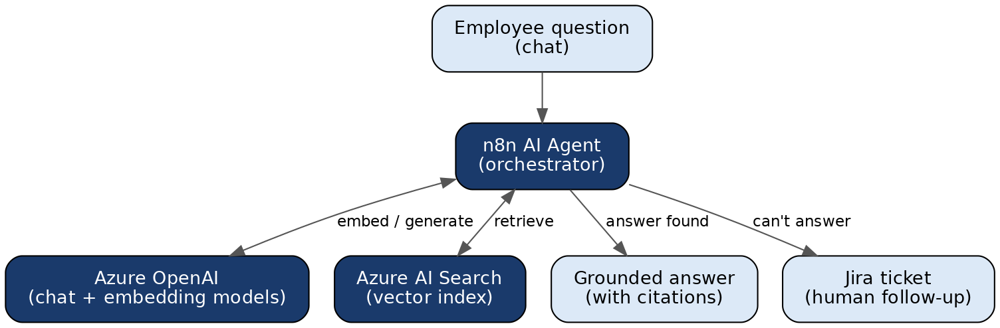 Employee question
(chat)
n8n AI Agent
(orchestrator)
embed / generate
retrieve
answer found
can't answer
Azure OpenAI
(chat + embedding models)
Azure AI Search
(vector index)
Grounded answer
(with citations)
Jira ticket
(human follow-up)